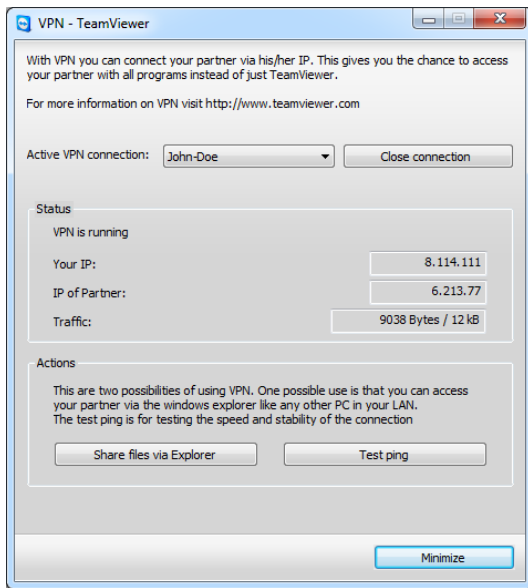 VPN - TeamViewer
With VPN you can connect your partner via his/her IP. This gives you the chance to access
your partner with all programs instead of just TeamViewer.
For more information on VPN visit http://www.teamviewer.com
Active VPN connection: John-Doe Close connection
Status
VPN is running
Your IP: 8.114.111
IP of Partner: 6.213.77
Traffic: 9038 Bytes / 12 kB
Actions
This are two possibilities of using VPN. One possible use is that you can access
your partner via the windows explorer like any other PC in your LAN.
The test ping is for testing the speed and stability of the connection
Share files via Explorer Test ping
Minimize